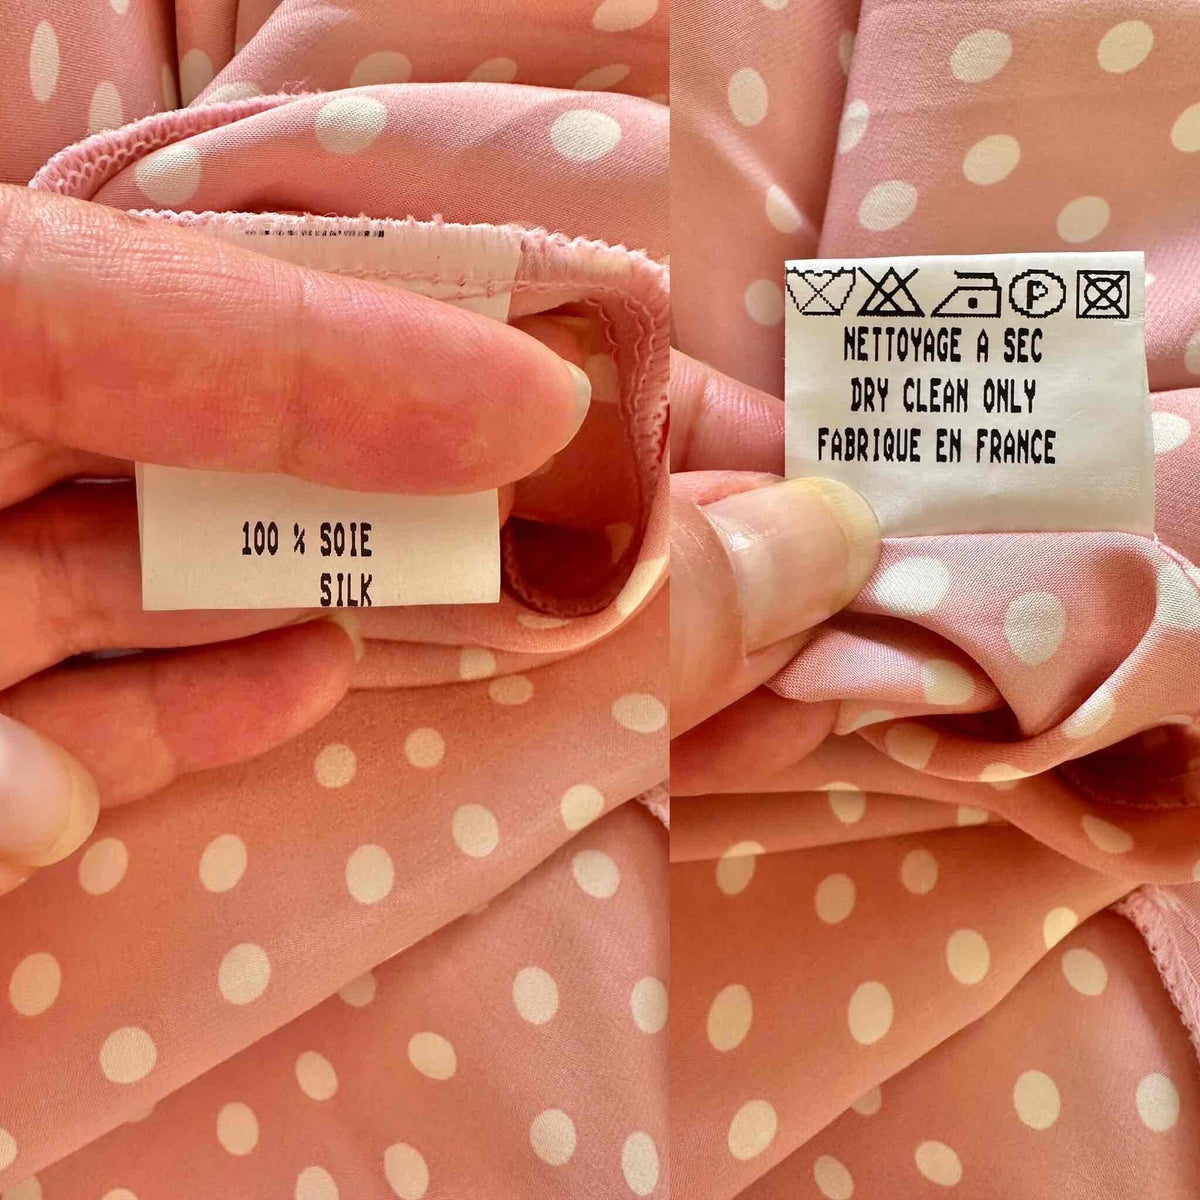 100 % SOIE
SILK
P
NETTOYAGE A SEC
DRY CLEAN ONLY
FABRIQUE EN FRANCE